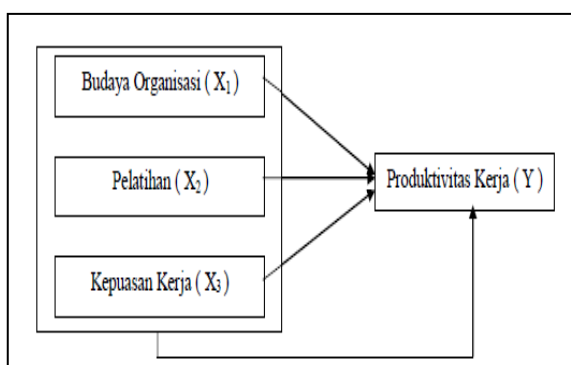 Budaya Organisasi ( X₁ )
Pelatihan ( X₂ )
Produktivitas Kerja ( Y )
Kepuasan Kerja ( X₃ )